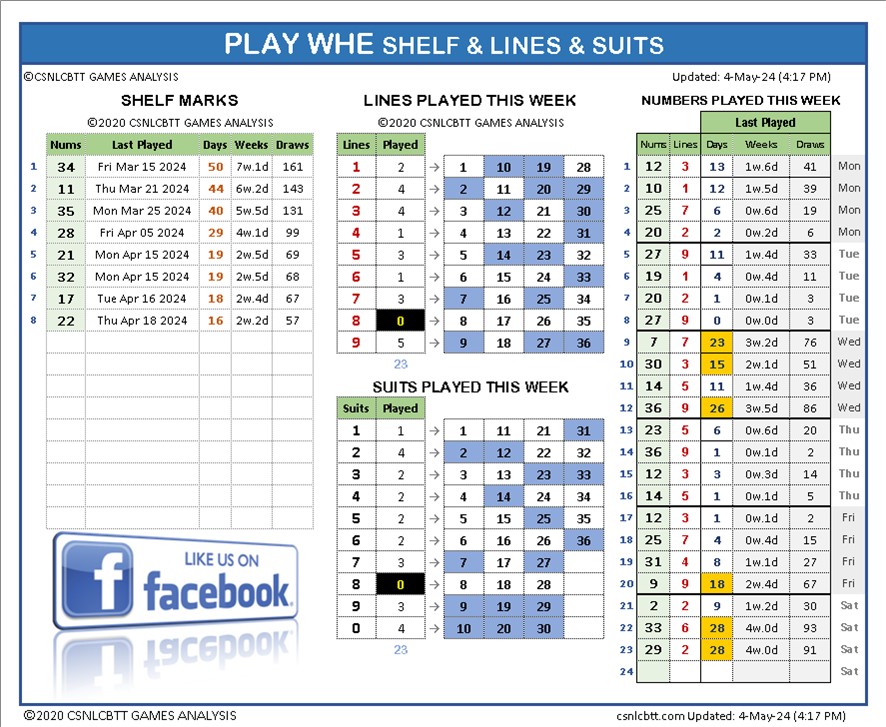 PLAY WHE SHELF & LINES & SUITS
©CSNLCBTT GAMES ANALYSIS
Updated: 4-May-24 (4:17 PM)
SHELF MARKS
©2020 CSNLCBTT GAMES ANALYSIS
Nums Last Played Days Weeks Draws
1 34 Fri Mar 15 2024 50 7w.1d 161
2 11 Thu Mar 21 2024 44 6w.2d 143
3 35 Mon Mar 25 2024 40 5w.5d 131
4 28 Fri Apr 05 2024 29 4w.1d 99
5 21 Mon Apr 15 2024 19 2w.5d 69
6 32 Mon Apr 15 2024 19 2w.5d 68
7 17 Tue Apr 16 2024 18 2w.4d 67
8 22 Thu Apr 18 2024 16 2w.2d 57
LIKE US ON
facebook
LINES PLAYED THIS WEEK
©2020 CSNLCBTT GAMES ANALYSIS
Lines Played
1 2 → 1 10 19 28
2 4 → 2 11 20 29
3 4 → 3 12 21 30
4 1 → 4 13 22 31
5 3 → 5 14 23 32
6 1 → 6 15 24 33
7 3 → 7 16 25 34
8 0 → 8 17 26 35
9 5 → 9 18 27 36
23
SUITS PLAYED THIS WEEK
Suits Played
1 1 → 1 11 21 31
2 4 → 2 12 22 32
3 2 → 3 13 23 33
4 2 → 4 14 24 34
5 2 → 5 15 25 35
6 2 → 6 16 26 36
7 3 → 7 17 27
8 0 → 8 18 28
9 3 → 9 19 29
0 4 → 10 20 30
23
NUMBERS PLAYED THIS WEEK
Last Played
Nums Lines Days Weeks Draws
1 12 3 13 1w.6d 41 Mon
2 10 1 12 1w.5d 39 Mon
3 25 7 6 0w.6d 19 Mon
4 20 2 2 0w.2d 6 Mon
5 27 9 11 1w.4d 33 Tue
6 19 1 4 0w.4d 11 Tue
7 20 2 1 0w.1d 3 Tue
8 27 9 0 0w.0d 3 Tue
9 7 7 23 3w.2d 76 Wed
10 30 3 15 2w.1d 51 Wed
11 14 5 11 1w.4d 36 Wed
12 36 9 26 3w.5d 86 Wed
13 23 5 6 0w.6d 20 Thu
14 36 9 1 0w.1d 2 Thu
15 12 3 3 0w.3d 14 Thu
16 14 5 1 0w.1d 5 Thu
17 12 3 1 0w.1d 2 Fri
18 25 7 4 0w.4d 15 Fri
19 31 4 8 1w.1d 27 Fri
20 9 9 18 2w.4d 67 Fri
21 2 2 9 1w.2d 30 Sat
22 33 6 28 4w.0d 93 Sat
23 29 2 28 4w.0d 91 Sat
24 Sat
©2020 CSNLCBTT GAMES ANALYSIS
csnlcbtt.com Updated: 4-May-24 (4:17 PM)